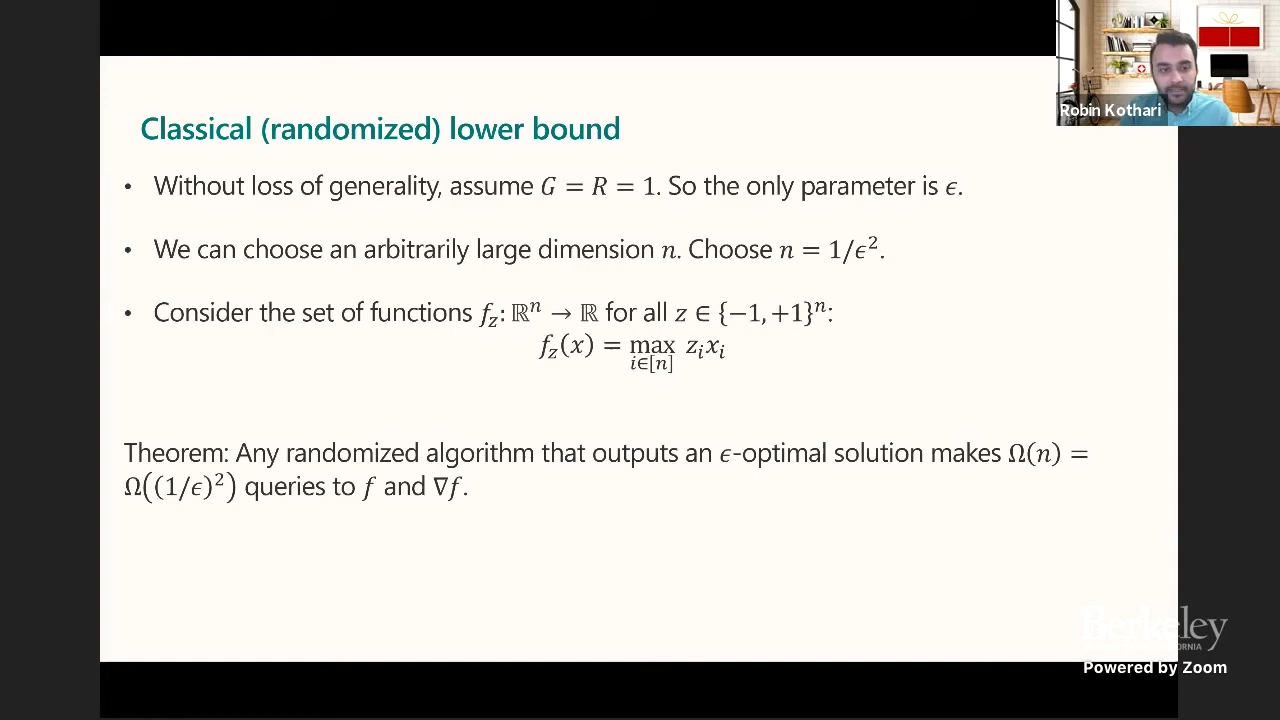 Robin Kothari
Classical (randomized) lower bound
• Without loss of generality, assume G = R = 1. So the only parameter is ϵ.
• We can choose an arbitrarily large dimension n. Choose n = 1/ϵ².
• Consider the set of functions f_z: ℝⁿ → ℝ for all z ∈ {−1, +1}ⁿ:
f_z(x) = max z_i x_i
i∈[n]
Theorem: Any randomized algorithm that outputs an ϵ-optimal solution makes Ω(n) =
Ω((1/ϵ)²) queries to f and ∇f.
Berkeley
Powered by Zoom